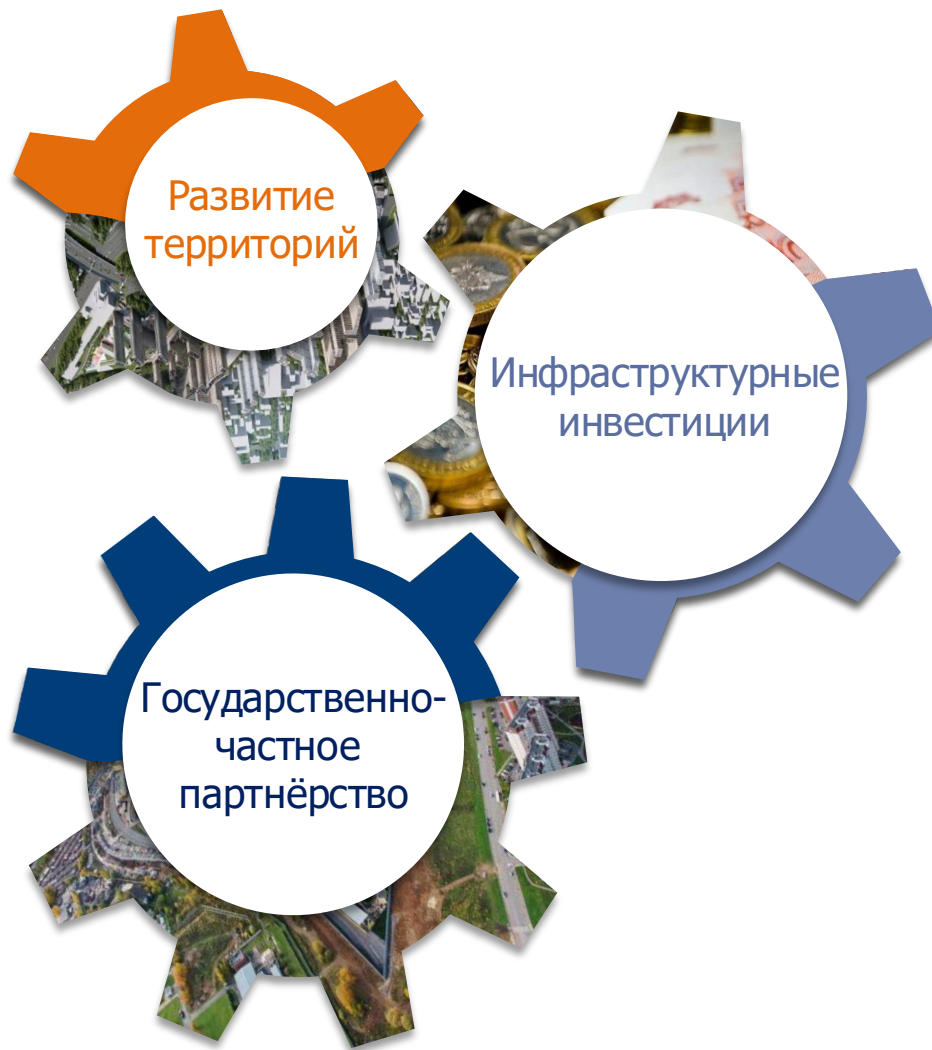 Развитие
территорий
Инфраструктурные
инвестиции
Государственно-
частное
партнёрство